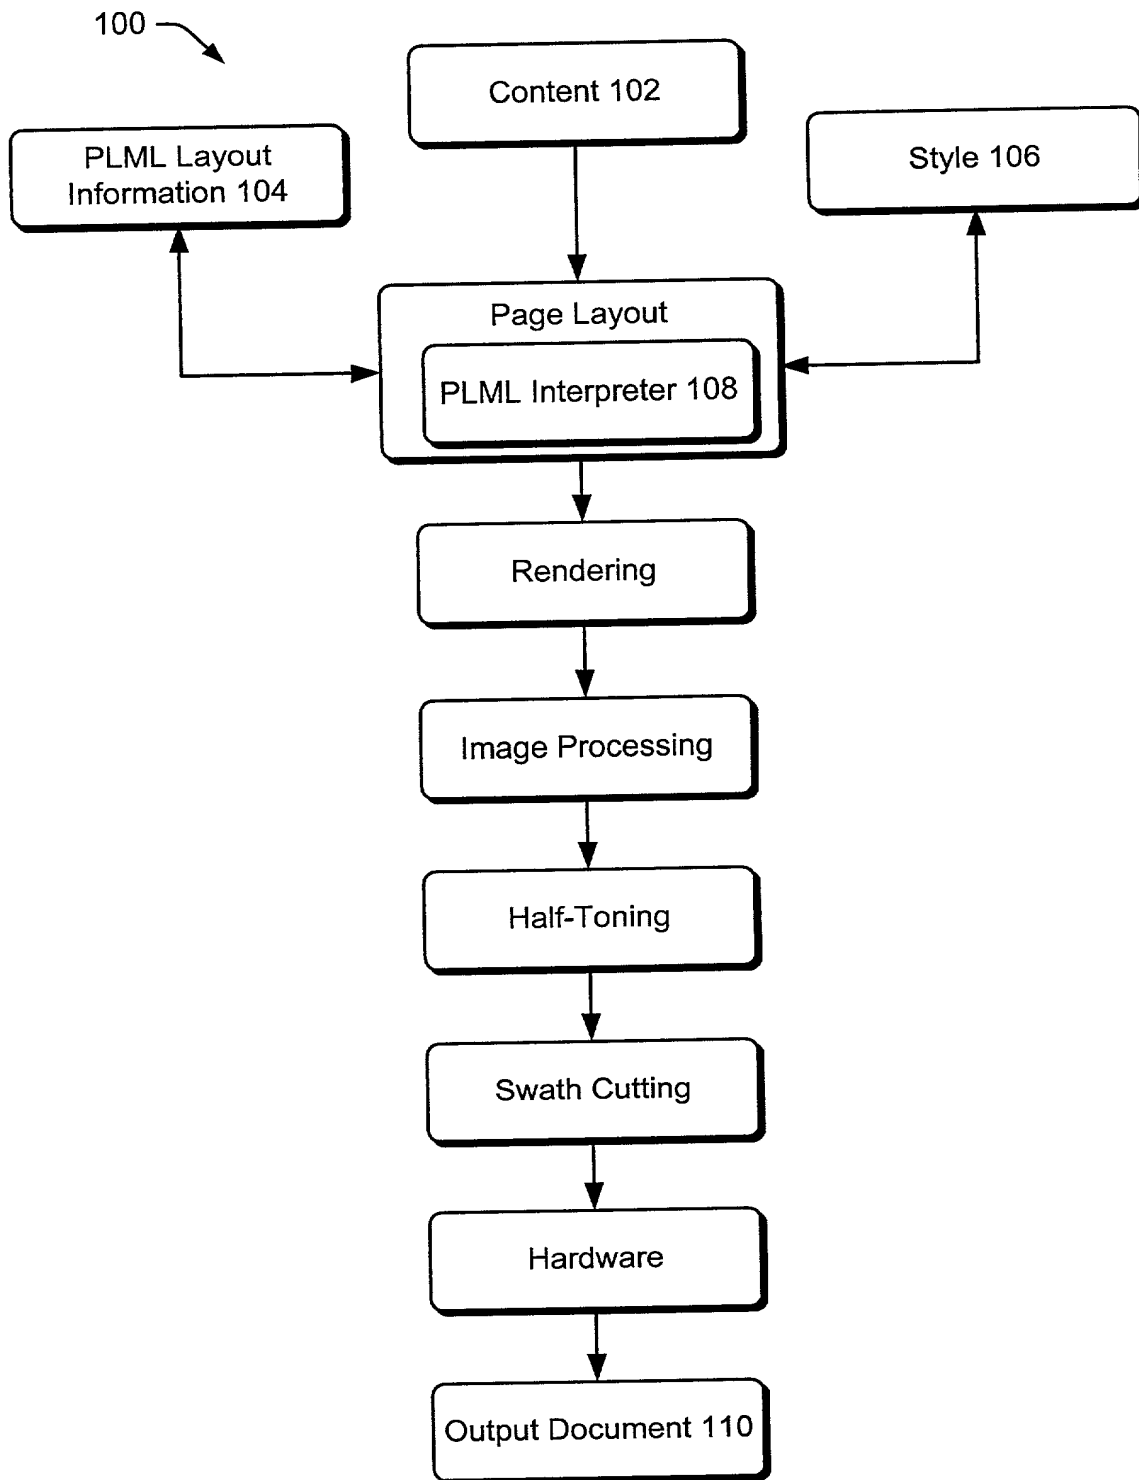 100
Content 102
PLML Layout
Information 104
Style 106
Page Layout
PLML Interpreter 108
Rendering
Image Processing
Half-Toning
Swath Cutting
Hardware
Output Document 110